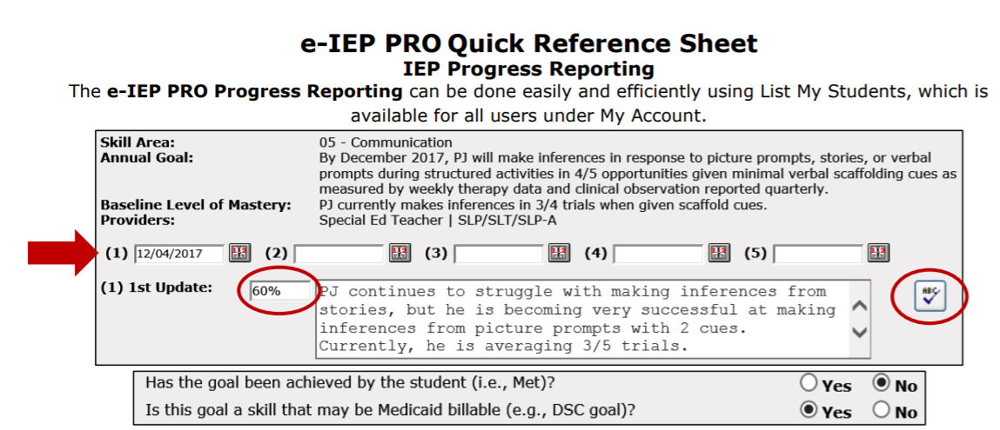 e-IEP PRO Quick Reference Sheet
IEP Progress Reporting
The e-IEP PRO Progress Reporting can be done easily and efficiently using List My Students, which is
available for all users under My Account.
Skill Area: 05 - Communication
Annual Goal: By December 2017, PJ will make inferences in response to picture prompts, stories, or verbal
prompts during structured activities in 4/5 opportunities given minimal verbal scaffolding cues as
measured by weekly therapy data and clinical observation reported quarterly.
Baseline Level of Mastery: PJ currently makes inferences in 3/4 trials when given scaffold cues.
Providers: Special Ed Teacher | SLP/SLT/SLP-A
(1) 12/04/2017 (2) (3) (4) (5)
(1) 1st Update: 60% PJ continues to struggle with making inferences from
stories, but he is becoming very successful at making
inferences from picture prompts with 2 cues.
Currently, he is averaging 3/5 trials.
ABC
Has the goal been achieved by the student (i.e., Met)? Yes No
Is this goal a skill that may be Medicaid billable (e.g., DSC goal)? Yes No